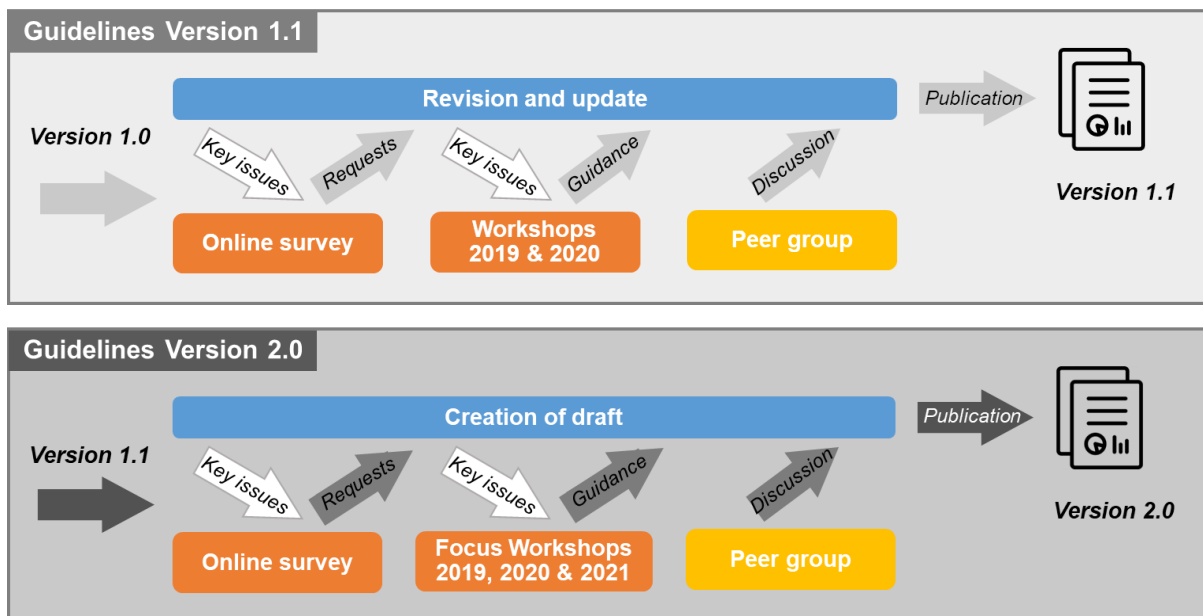 Guidelines Version 1.1
Revision and update
Publication
Version 1.0
Key issues
Requests
Key issues
Guidance
Discussion
Version 1.1
Online survey
Workshops
2019 & 2020
Peer group
Guidelines Version 2.0
Creation of draft
Publication
Version 1.1
Key issues
Requests
Key issues
Guidance
Discussion
Version 2.0
Online survey
Focus Workshops
2019, 2020 & 2021
Peer group